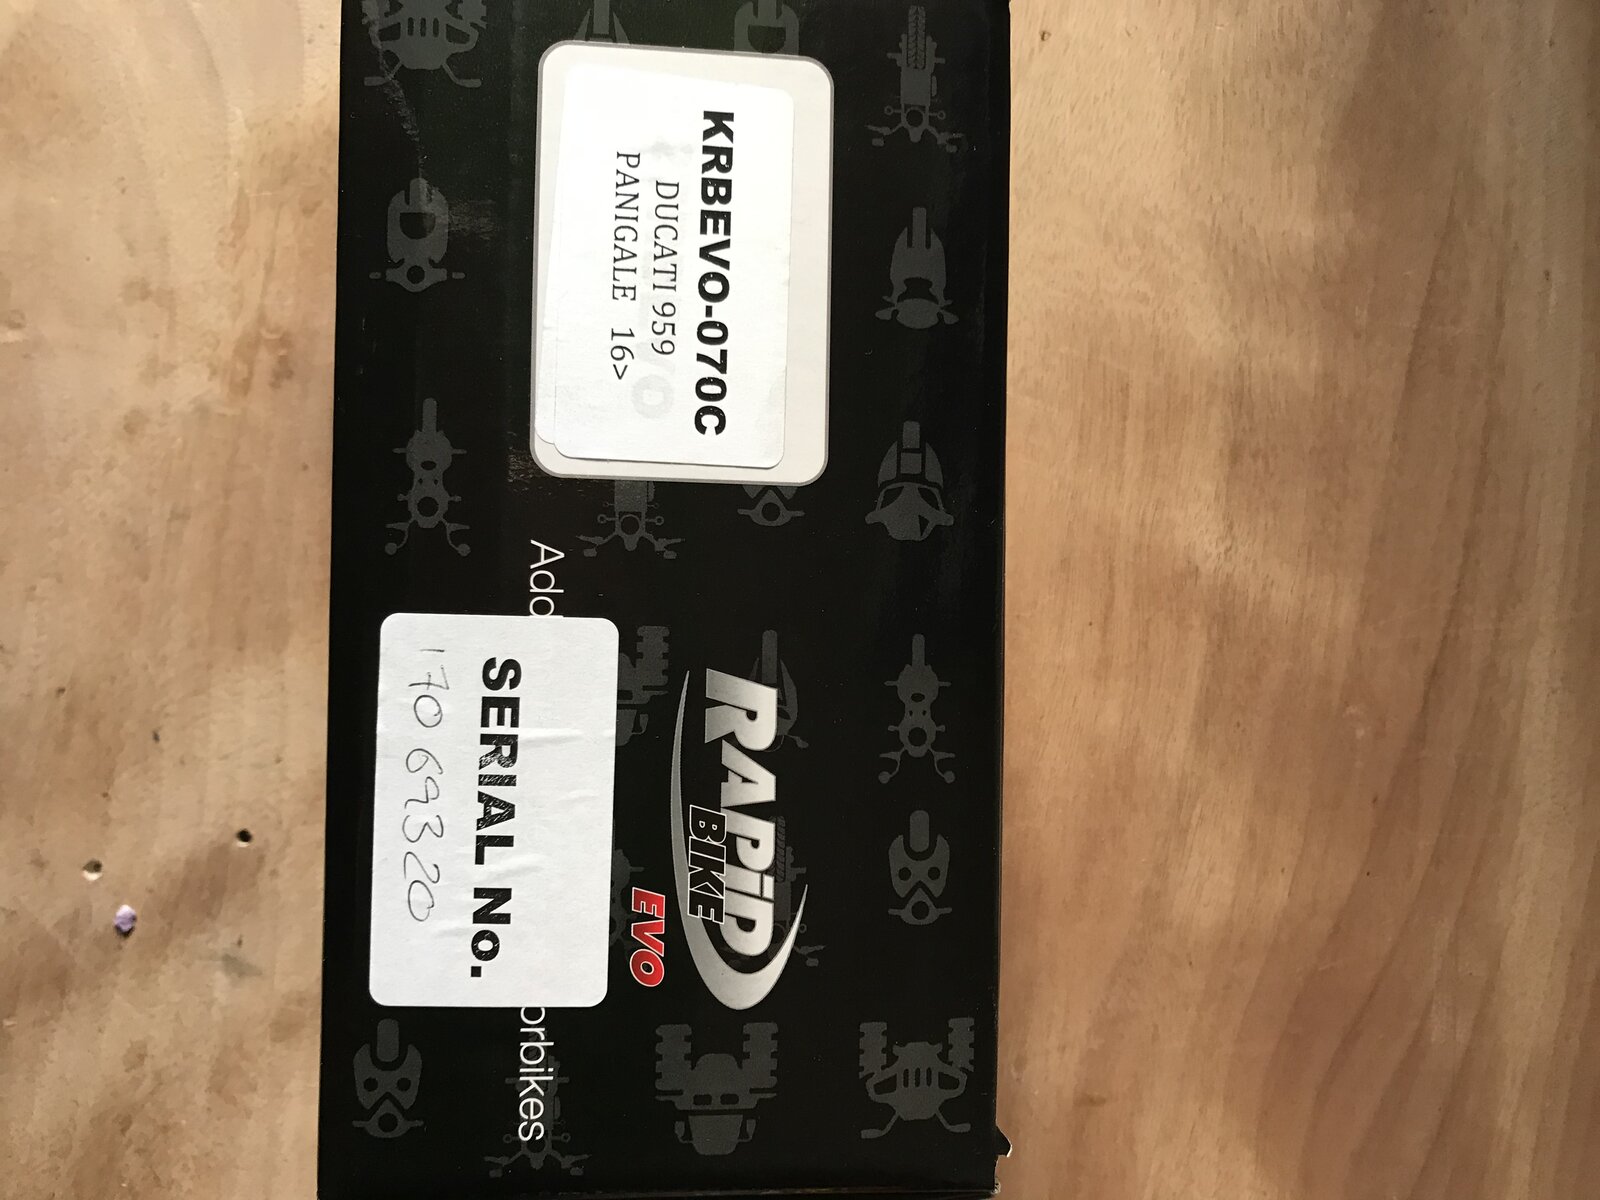 KRBEVO-070C
DUCATI 959
PANIGALE 16>
RAPiD
BIKE
EVO
SERIAL No.
17069320